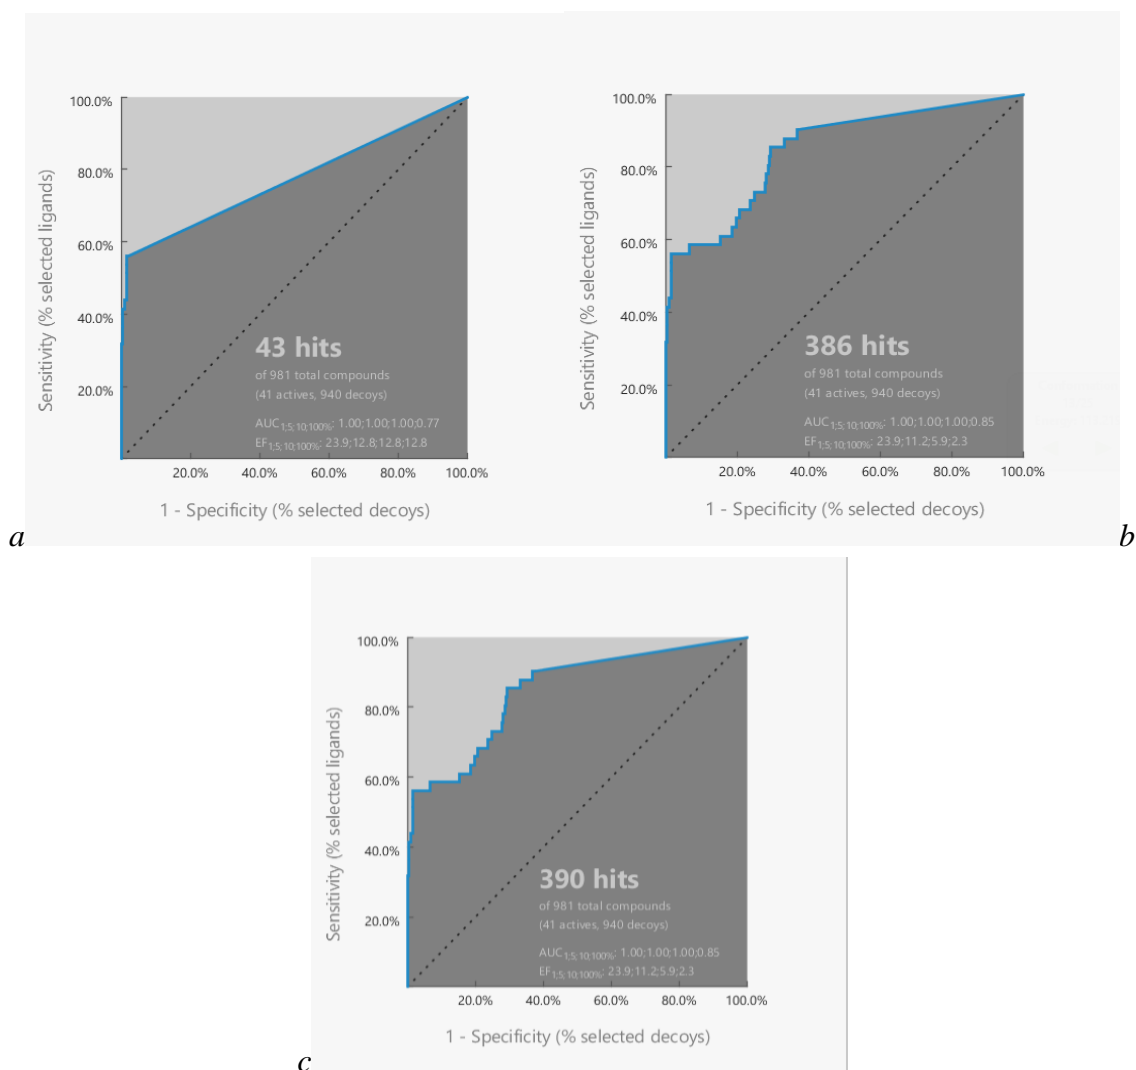 100.0%
80.0%
60.0%
40.0%
20.0%
Sensitivity (% selected ligands)
43 hits
of 981 total compounds
(41 actives, 940 decoys)
AUC1;5;10;100%: 1.00;1.00;1.00;0.77
EF1;5;10;100%: 23.9;12.8;12.8;12.8
20.0% 40.0% 60.0% 80.0% 100.0%
1 - Specificity (% selected decoys)
a
100.0%
80.0%
60.0%
40.0%
20.0%
Sensitivity (% selected ligands)
386 hits
of 981 total compounds
(41 actives, 940 decoys)
AUC1;5;10;100%: 1.00;1.00;1.00;0.85
EF1;5;10;100%: 23.9;11.2;5.9;2.3
20.0% 40.0% 60.0% 80.0% 100.0%
1 - Specificity (% selected decoys)
b
100.0%
80.0%
60.0%
40.0%
20.0%
Sensitivity (% selected ligands)
390 hits
of 981 total compounds
(41 actives, 940 decoys)
AUC1;5;10;100%: 1.00;1.00;1.00;0.85
EF1;5;10;100%: 23.9;11.2;5.9;2.3
20.0% 40.0% 60.0% 80.0% 100.0%
1 - Specificity (% selected decoys)
c